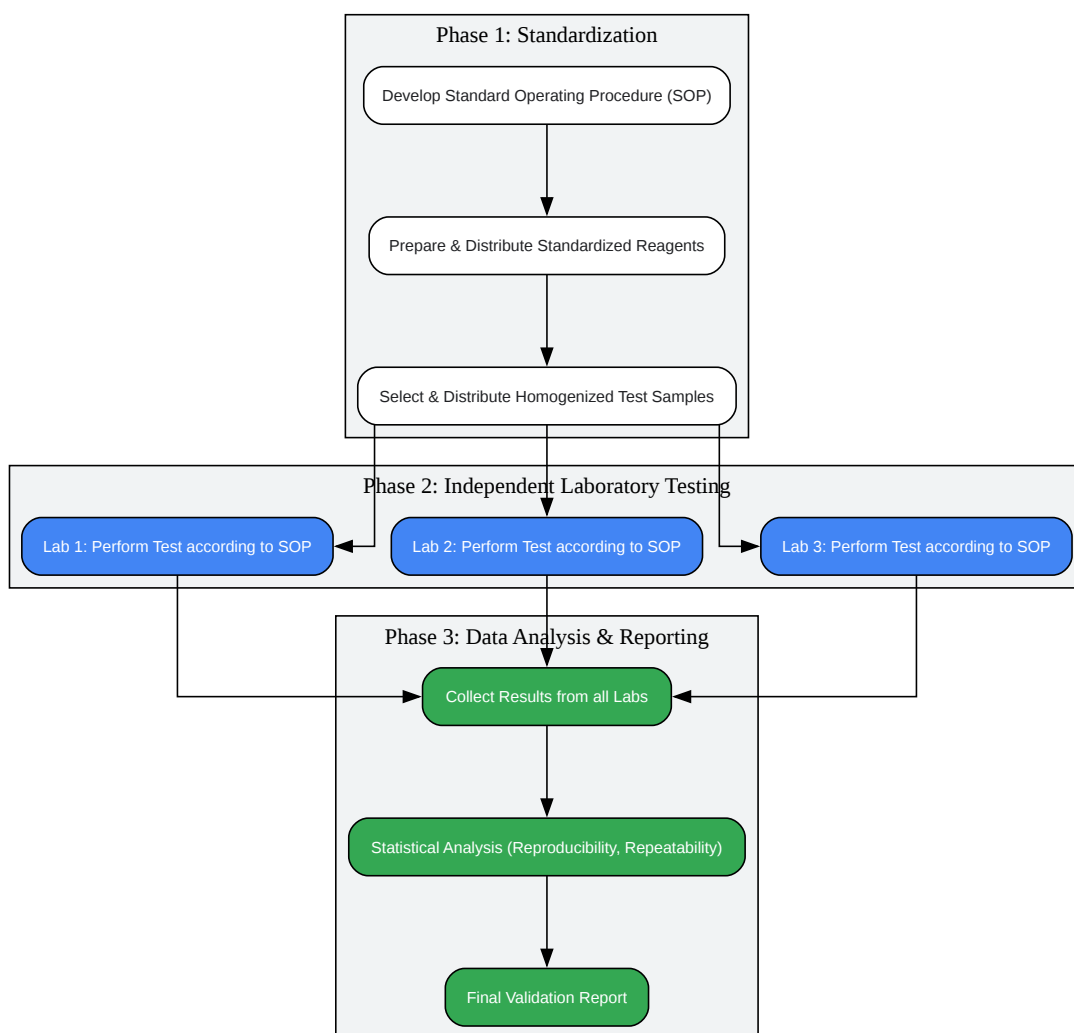 Phase 1: Standardization
Develop Standard Operating Procedure (SOP)
Prepare & Distribute Standardized Reagents
Select & Distribute Homogenized Test Samples
Phase 2: Independent Laboratory Testing
Lab 1: Perform Test according to SOP
Lab 2: Perform Test according to SOP
Lab 3: Perform Test according to SOP
Phase 3: Data Analysis & Reporting
Collect Results from all Labs
Statistical Analysis (Reproducibility, Repeatability)
Final Validation Report